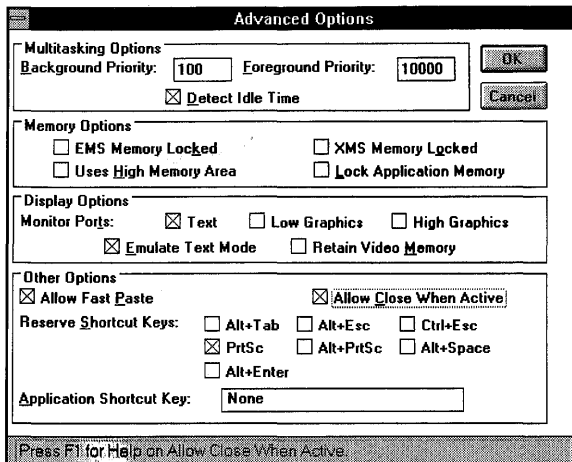 Advanced Options
Multitasking Options
Background Priority: 100 Foreground Priority: 10000
Detect Idle Time
OK
Cancel
Memory Options
EMS Memory Locked XMS Memory Locked
Uses High Memory Area Lock Application Memory
Display Options
Monitor Ports: Text Low Graphics High Graphics
Emulate Text Mode Retain Video Memory
Other Options
Allow Fast Paste Allow Close When Active
Reserve Shortcut Keys: Alt+Tab Alt+Esc Ctrl+Esc
PrtSc Alt+PrtSc Alt+Space
Alt+Enter
Application Shortcut Key: None
Press F1 for Help on Allow Close When Active.